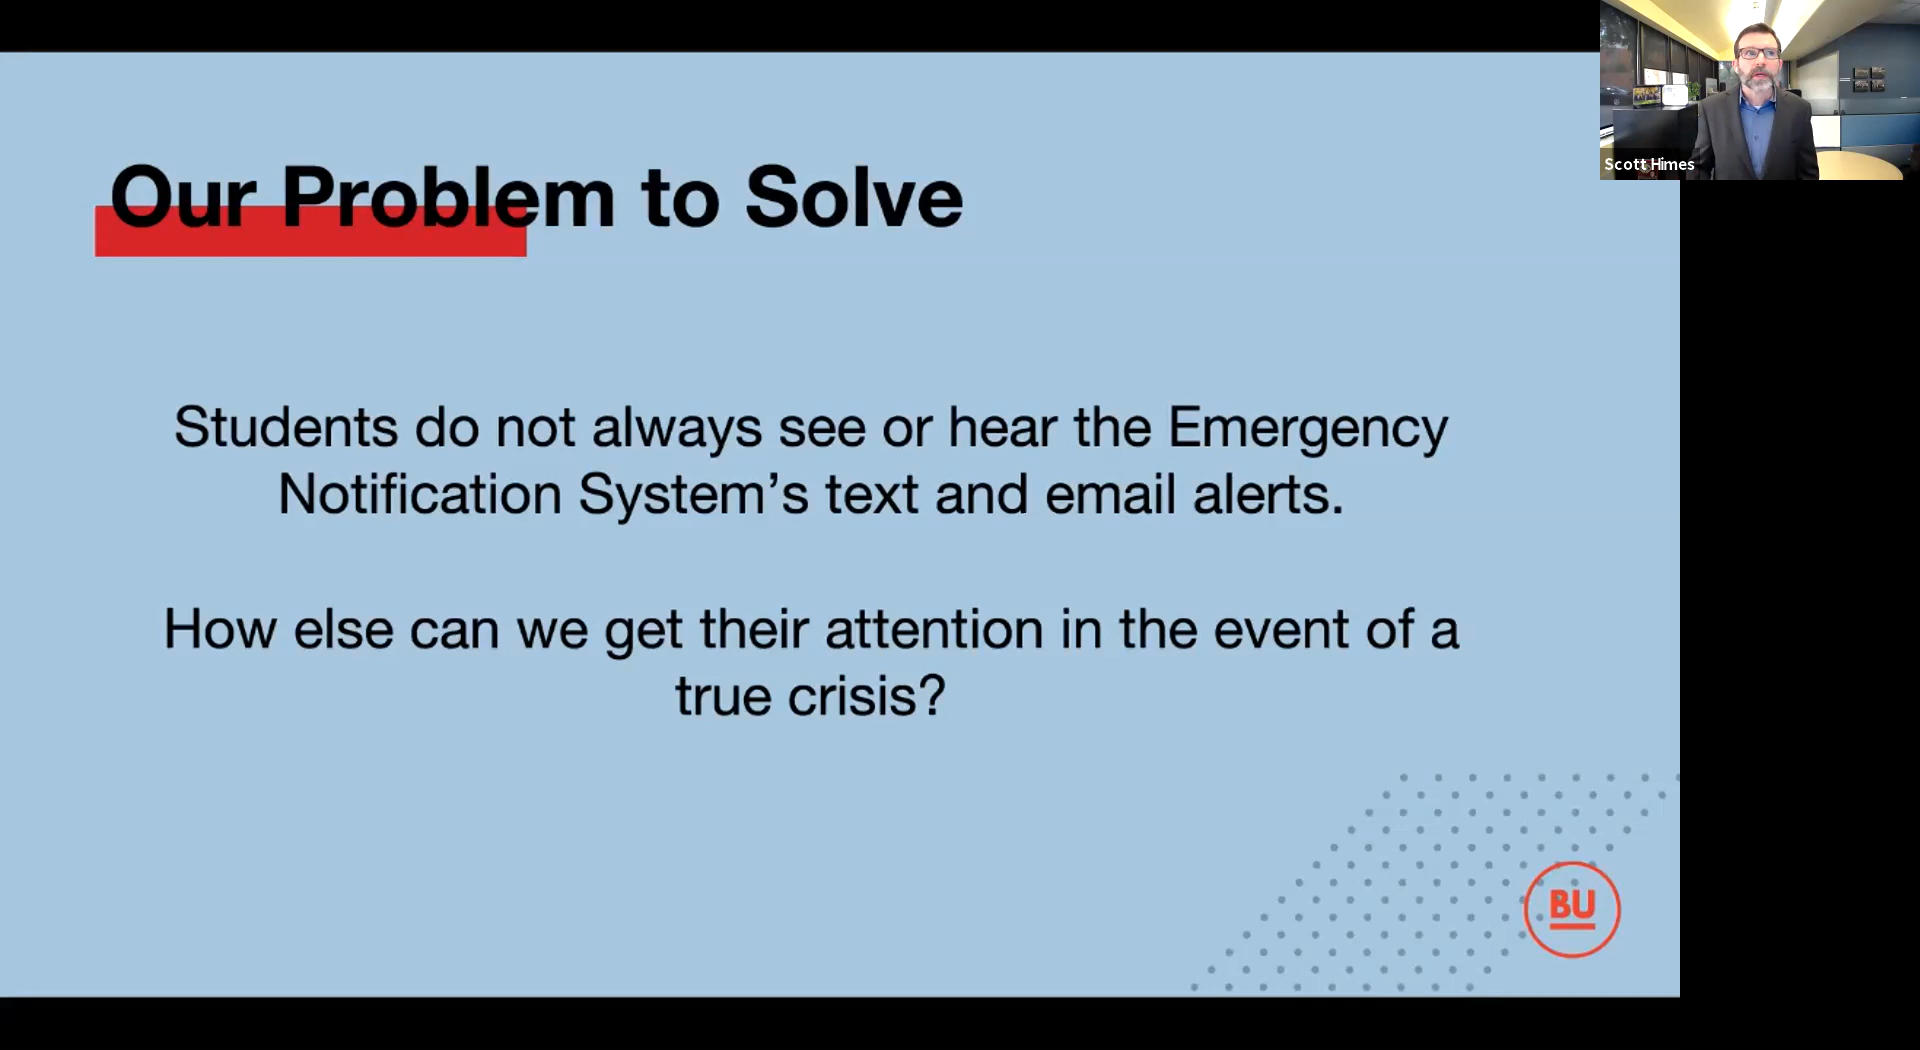 Scott Himes
Our Problem to Solve
Students do not always see or hear the Emergency
Notification System’s text and email alerts.
How else can we get their attention in the event of a
true crisis?
BU